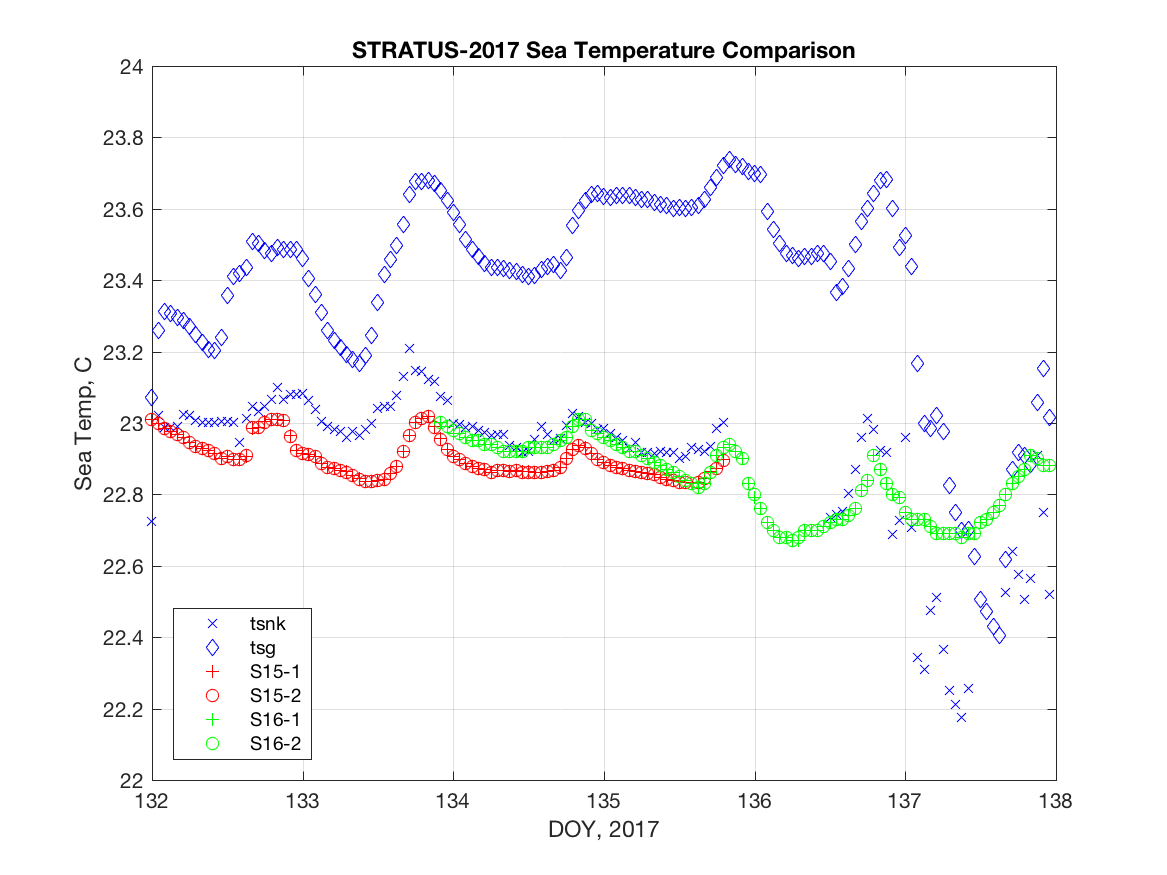 STRATUS-2017 Sea Temperature Comparison
24
23.8
23.6
23.4
23.2
23
22.8
22.6
22.4
22.2
22
Sea Temp, C
tsnk
tsg
S15-1
S15-2
S16-1
S16-2
132 133 134 135 136 137 138
DOY, 2017